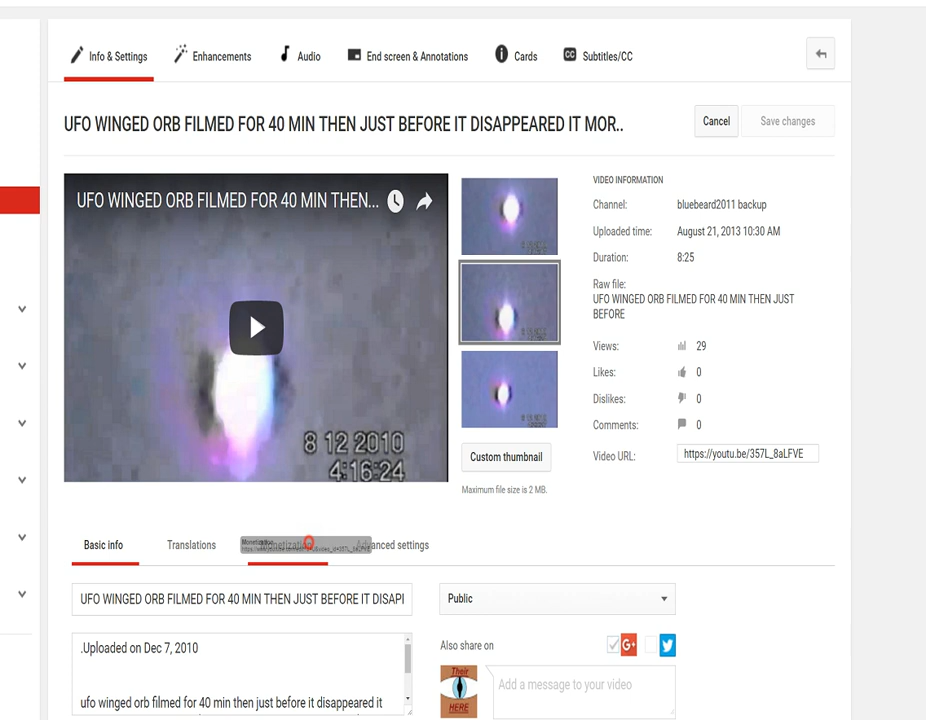 Info & Settings
Enhancements
Audio
End screen & Annotations
Cards
CC
Subtitles/CC
UFO WINGED ORB FILMED FOR 40 MIN THEN JUST BEFORE IT DISAPPEARED IT MOR..
Cancel
Save changes
UFO WINGED ORB FILMED FOR 40 MIN THEN...
8 12 2010
4:16:24
Custom thumbnail
Maximum file size is 2 MB.
VIDEO INFORMATION
Channel: bluebeard2011 backup
Uploaded time: August 21, 2013 10:30 AM
Duration: 8:25
Raw file:
UFO WINGED ORB FILMED FOR 40 MIN THEN JUST
BEFORE
Views: 29
Likes: 0
Dislikes: 0
Comments: 0
Video URL: https://youtu.be/357L_8aLFVE
Basic info
Translations
Monetization
Advanced settings
UFO WINGED ORB FILMED FOR 40 MIN THEN JUST BEFORE IT DISAPI
Public
.Uploaded on Dec 7, 2010
ufo winged orb filmed for 40 min then just before it disappeared it
Also share on
G+
Their
HERE
Add a message to your video